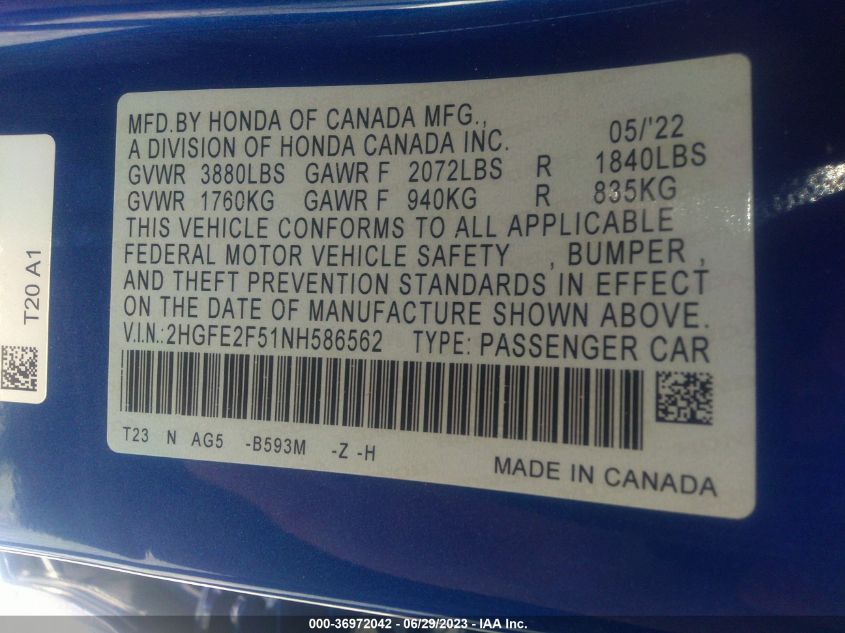 MFD.BY HONDA OF CANADA MFG., 05/'22
A DIVISION OF HONDA CANADA INC.
GVWR 3880LBS GAWR F 2072LBS R 1840LBS
GVWR 1760KG GAWR F 940KG R 835KG
THIS VEHICLE CONFORMS TO ALL APPLICABLE
FEDERAL MOTOR VEHICLE SAFETY , BUMPER ,
AND THEFT PREVENTION STANDARDS IN EFFECT
ON THE DATE OF MANUFACTURE SHOWN ABOVE.
V.I.N.:2HGFE2F51NH586562 TYPE: PASSENGER CAR
T23 N AG5 -B593M -Z -H
MADE IN CANADA
T20 A1
000-36972042 - 06/29/2023 - IAA Inc.